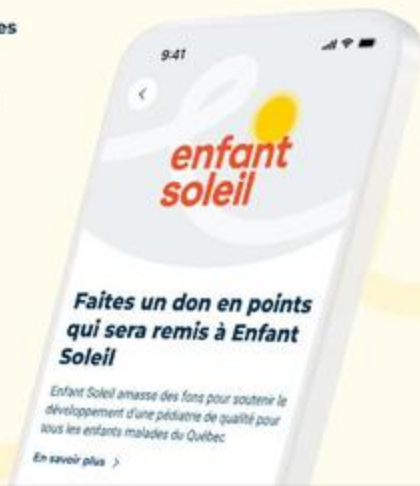 es
9:41
enfant
soleil
Faites un don en points
qui sera remis à Enfant
Soleil
Enfant Soleil amasse des fons pour soutenir le
développement d'une pédiatrie de qualité pour
tous les enfants malades du Québec
En savoir plus >